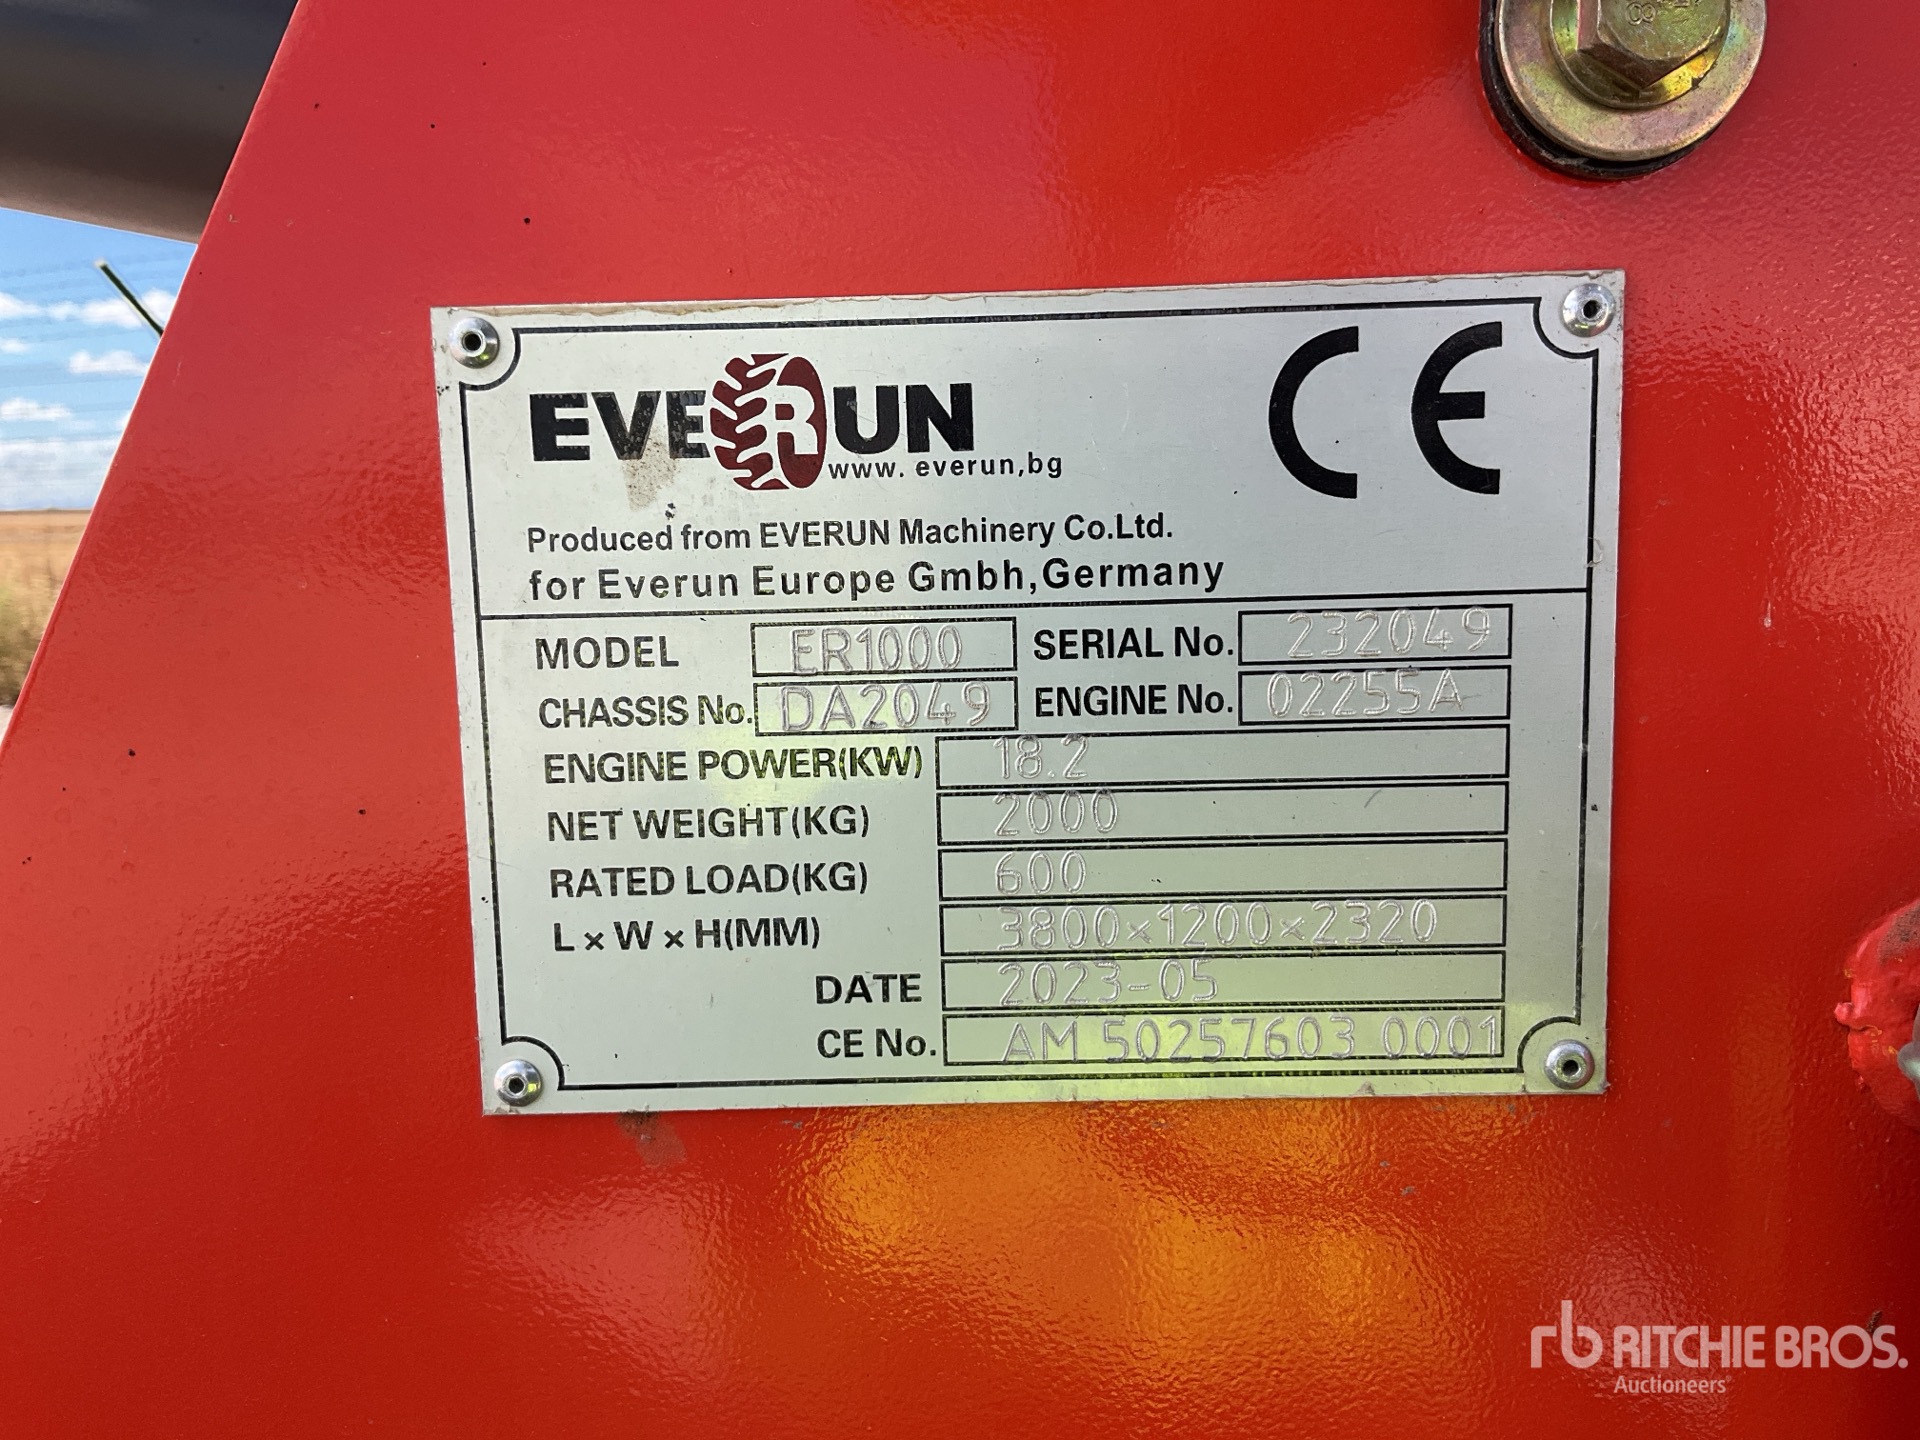 EVERUN
www. everun,bg
CE
Produced from EVERUN Machinery Co.Ltd.
for Everun Europe Gmbh,Germany
MODEL ER1000 SERIAL No. 232049
CHASSIS No. DA2049 ENGINE No. 02255A
ENGINE POWER(KW) 18.2
NET WEIGHT(KG) 2000
RATED LOAD(KG) 600
L×W×H(MM) 3800×1200×2320
DATE 2023-05
CE No. AM 50257603 0001
rb RITCHIE BROS.
Auctioneers